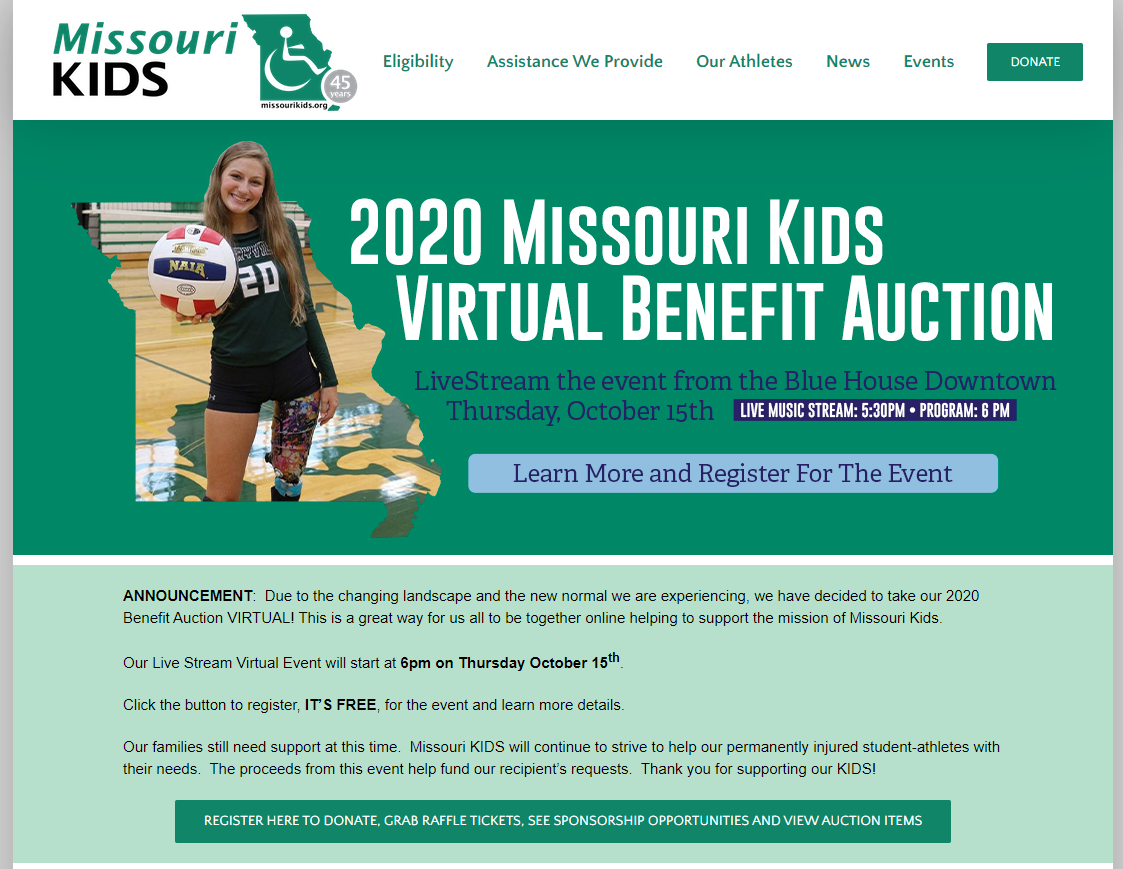 Missouri
KIDS
45
years
missourikids.org
Eligibility
Assistance We Provide
Our Athletes
News
Events
DONATE
2020 MISSOURI KIDS
VIRTUAL BENEFIT AUCTION
NAIA
20
LiveStream the event from the Blue House Downtown
Thursday, October 15th LIVE MUSIC STREAM: 5:30PM • PROGRAM: 6 PM
Learn More and Register For The Event
ANNOUNCEMENT:  Due to the changing landscape and the new normal we are experiencing, we have decided to take our 2020
Benefit Auction VIRTUAL! This is a great way for us all to be together online helping to support the mission of Missouri Kids.
Our Live Stream Virtual Event will start at 6pm on Thursday October 15th.
Click the button to register, IT’S FREE, for the event and learn more details.
Our families still need support at this time.  Missouri KIDS will continue to strive to help our permanently injured student-athletes with
their needs.  The proceeds from this event help fund our recipient’s requests.  Thank you for supporting our KIDS!
REGISTER HERE TO DONATE, GRAB RAFFLE TICKETS, SEE SPONSORSHIP OPPORTUNITIES AND VIEW AUCTION ITEMS